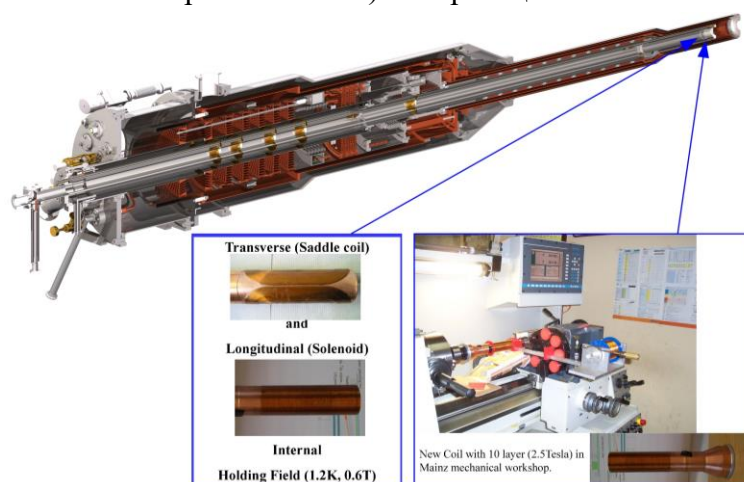 Transverse (Saddle coil)
and
Longitudinal (Solenoid)
Internal
Holding Field (1.2K, 0.6T)
New Coil with 10 layer (2.5Tesla) in
Mainz mechanical workshop.